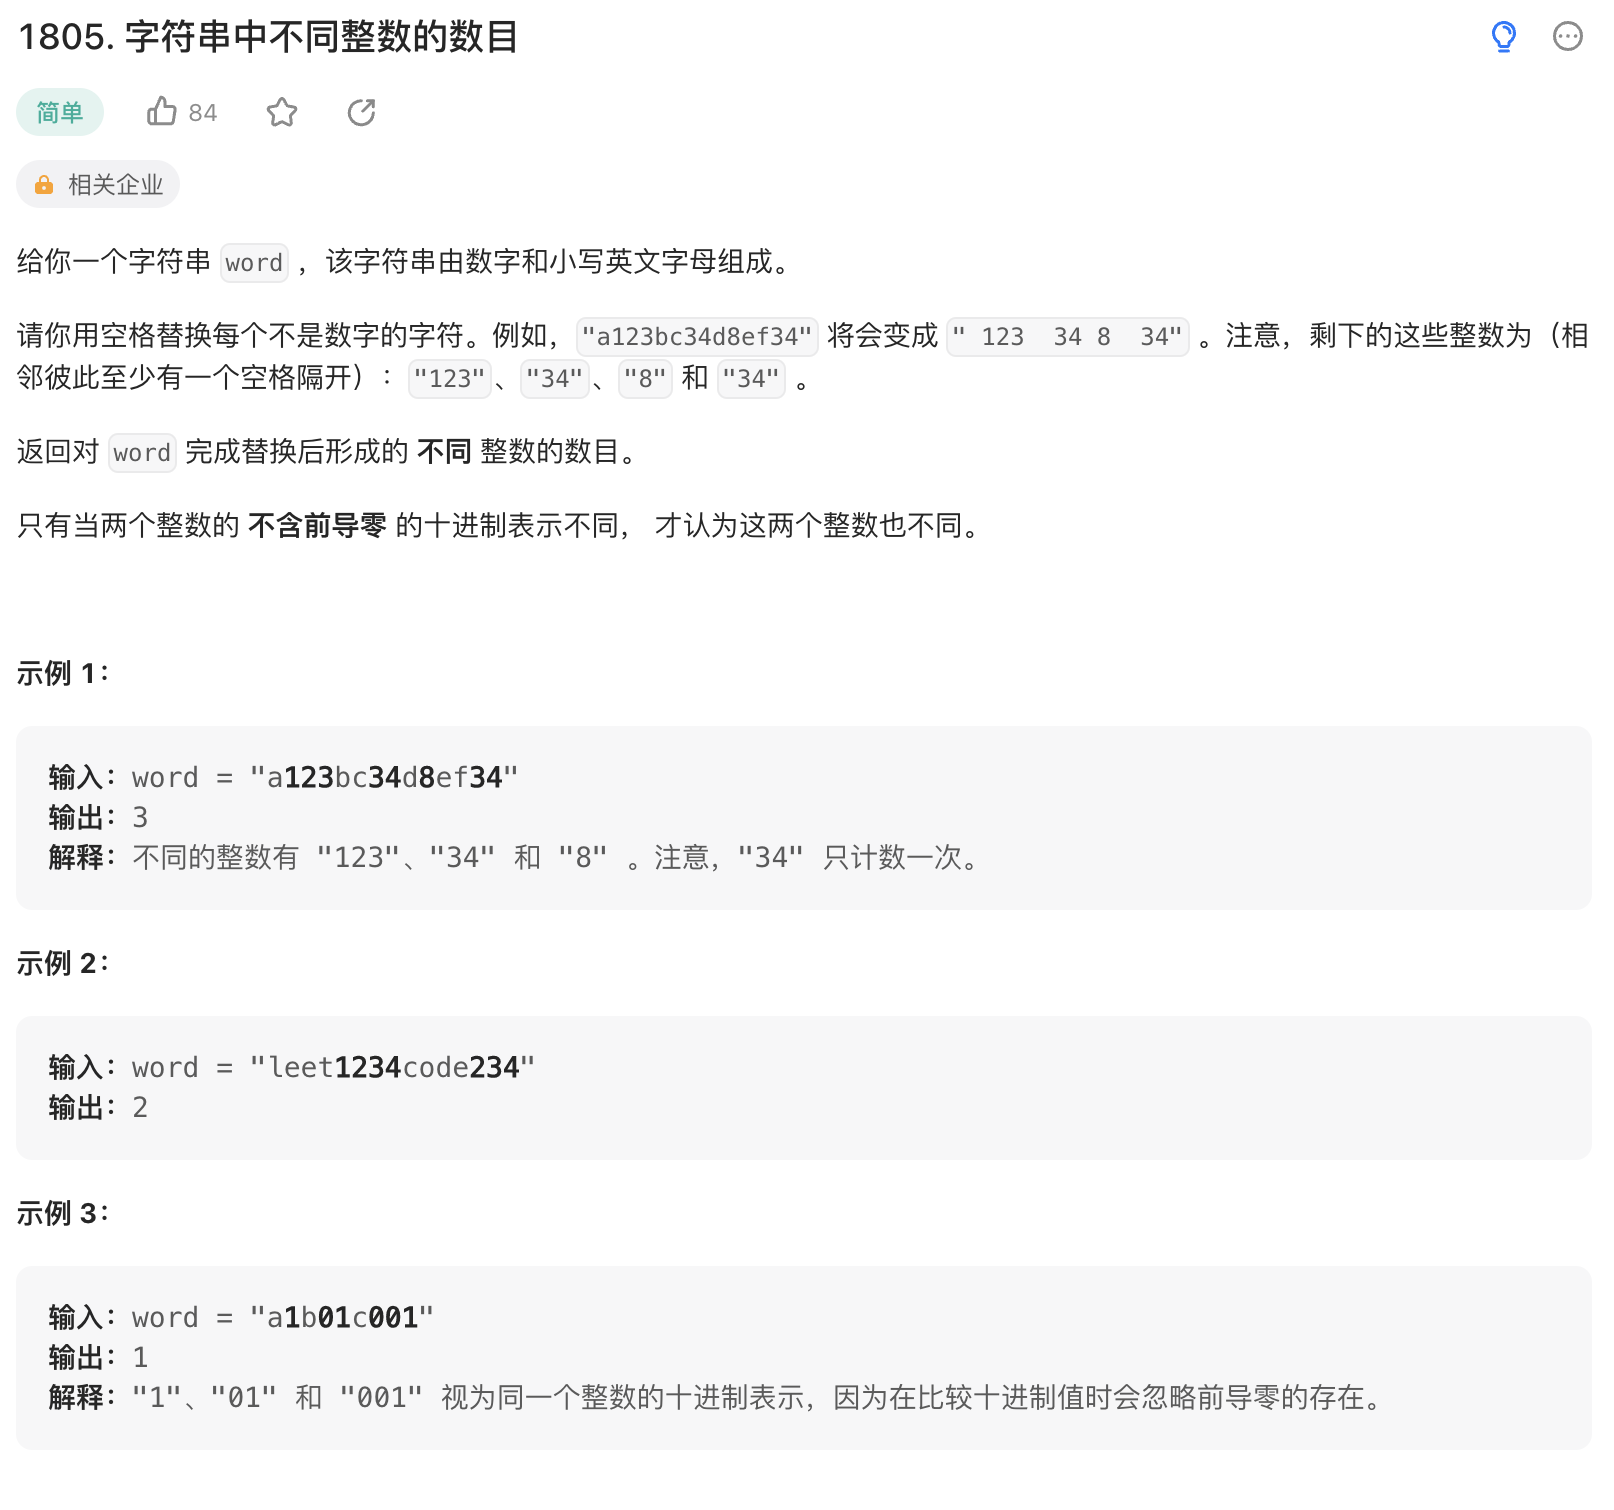 1805. 字符串中不同整数的数目
简单 84
相关企业
给你一个字符串 word ，该字符串由数字和小写英文字母组成。
请你用空格替换每个不是数字的字符。例如，"a123bc34d8ef34" 将会变成 " 123  34 8  34" 。注意，剩下的这些整数为（相
邻彼此至少有一个空格隔开）："123"、"34"、"8" 和 "34" 。
返回对 word 完成替换后形成的 不同 整数的数目。
只有当两个整数的 不含前导零 的十进制表示不同， 才认为这两个整数也不同。
示例 1：
输入：word = "a123bc34d8ef34"
输出：3
解释：不同的整数有 "123"、"34" 和 "8" 。注意，"34" 只计数一次。
示例 2：
输入：word = "leet1234code234"
输出：2
示例 3：
输入：word = "a1b01c001"
输出：1
解释："1"、"01" 和 "001" 视为同一个整数的十进制表示，因为在比较十进制值时会忽略前导零的存在。